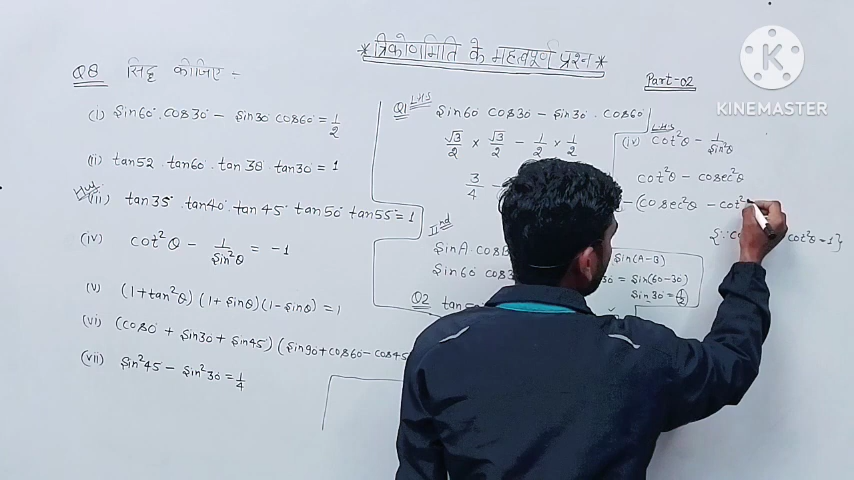 *त्रिकोणमिति के महत्वपूर्ण प्रश्न*
Part-02
KINEMASTER
Q8 सिद्ध कीजिए -
(i) sin60°.cos30° - sin30° cos60° = 1/2
(ii) tan52°.tan60°.tan38°.tan30° = 1
H.W (iii) tan35°.tan40°.tan45°.tan50° tan55° = 1
(iv) cot²θ - 1/sin²θ = -1
(v) (1+tan²θ)(1+sinθ)(1-sinθ) = 1
(vi) (cos0° + sin30 + sin45°)(sin90+cos60-cos45
(vii) sin²45 - sin²30 = 1/4
Q1 LHS sin60 cos30 - sin30.cos60
√3/2 × √3/2 - 1/2 × 1/2
3/4 -
IInd
sinA.cosB
sin(A-B)
sin60 cos3
30° = sin(60-30)
sin30 = 1/2
Q2 tan
(iv) LHS cot²θ - 1/sin²θ
cot²θ - cosec²θ
-(cosec²θ - cot²
{∵co cot²θ=1}